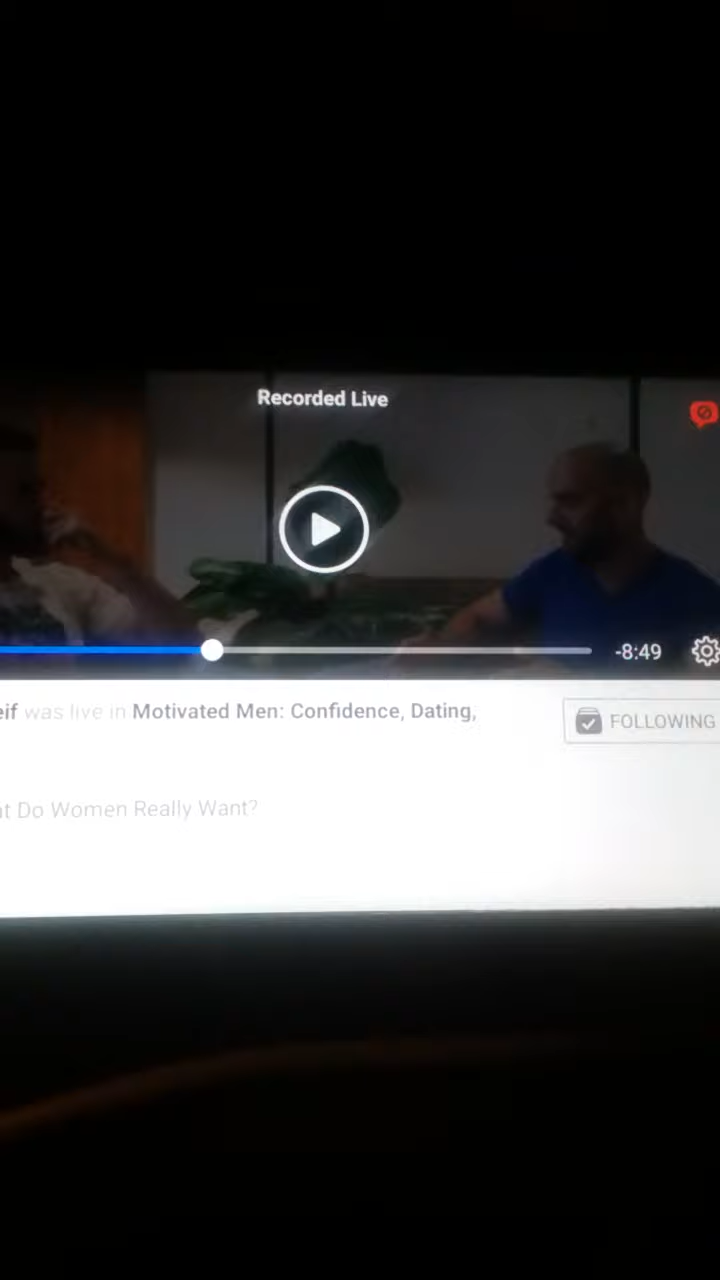 Recorded Live
-8:49
eif was live in Motivated Men: Confidence, Dating,
FOLLOWING
t Do Women Really Want?